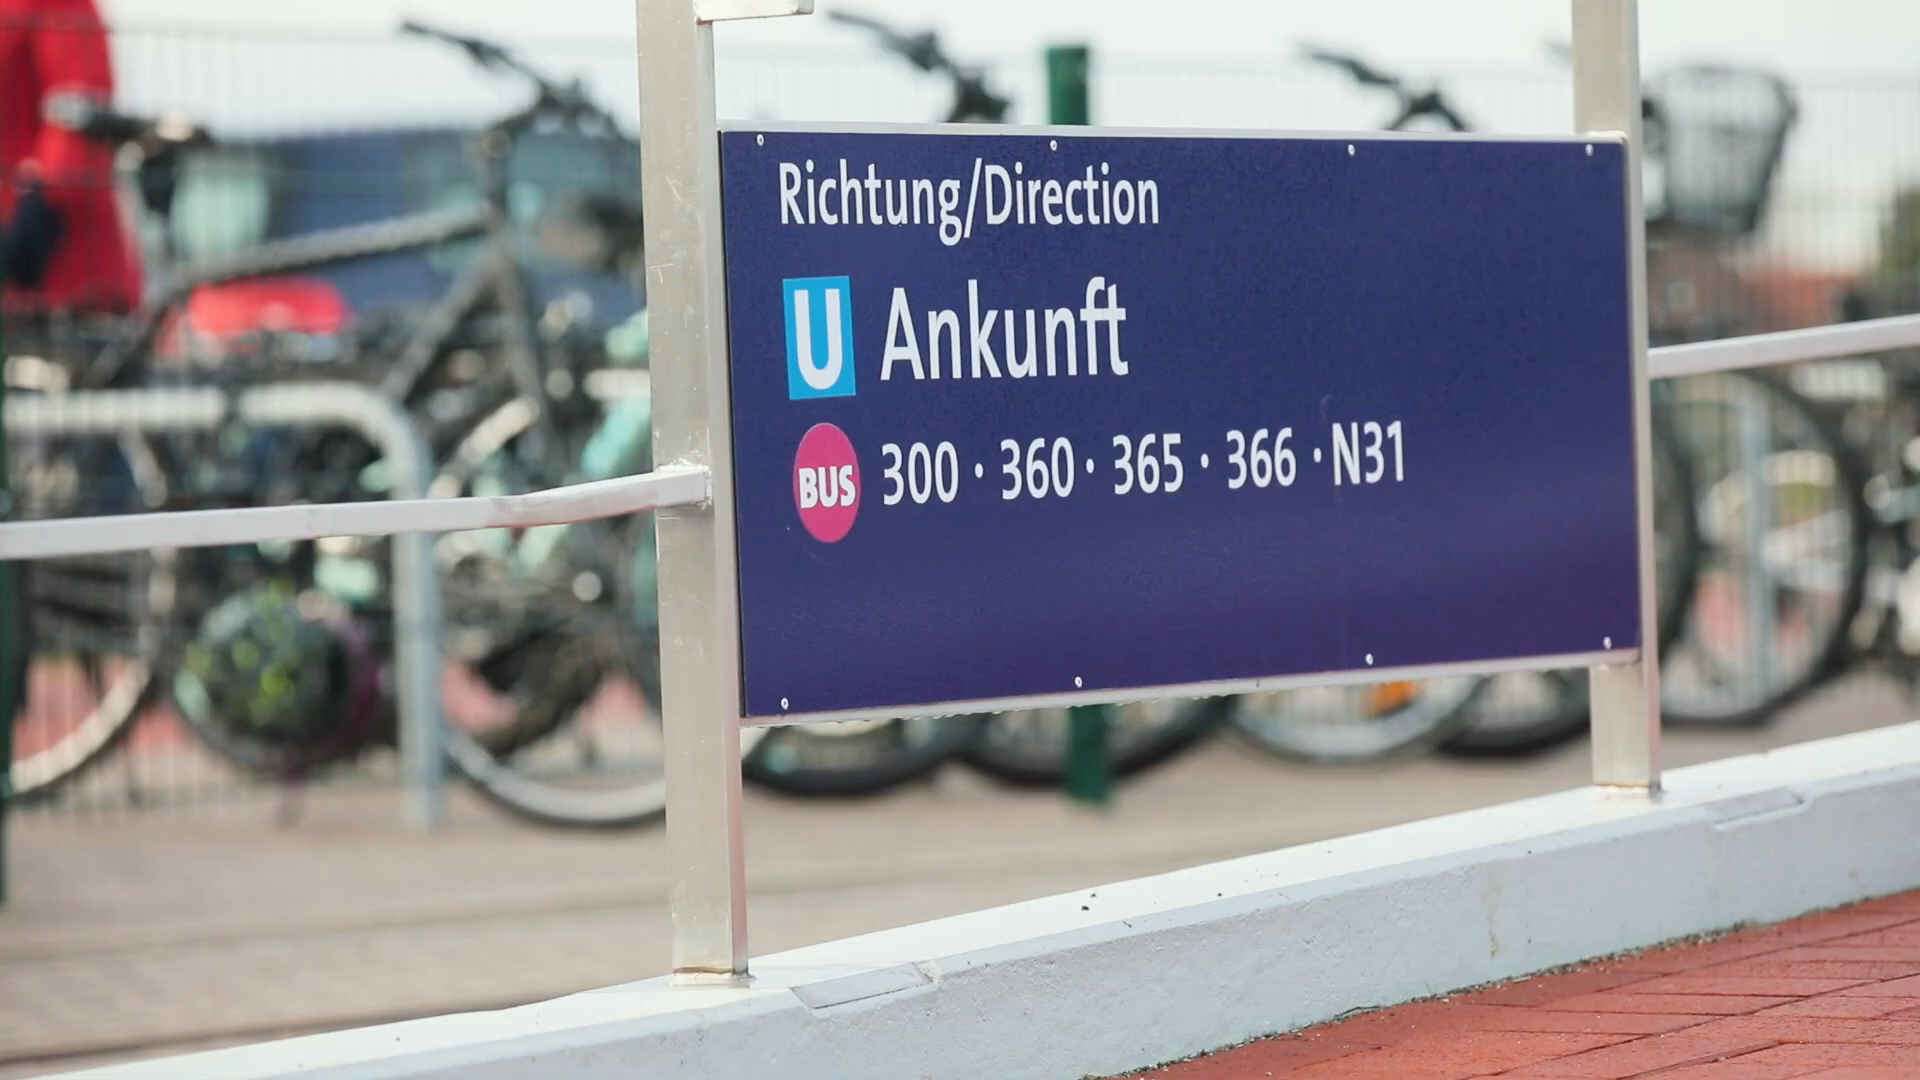 Richtung/Direction
U Ankunft
BUS 300 · 360 · 365 · 366 · N31